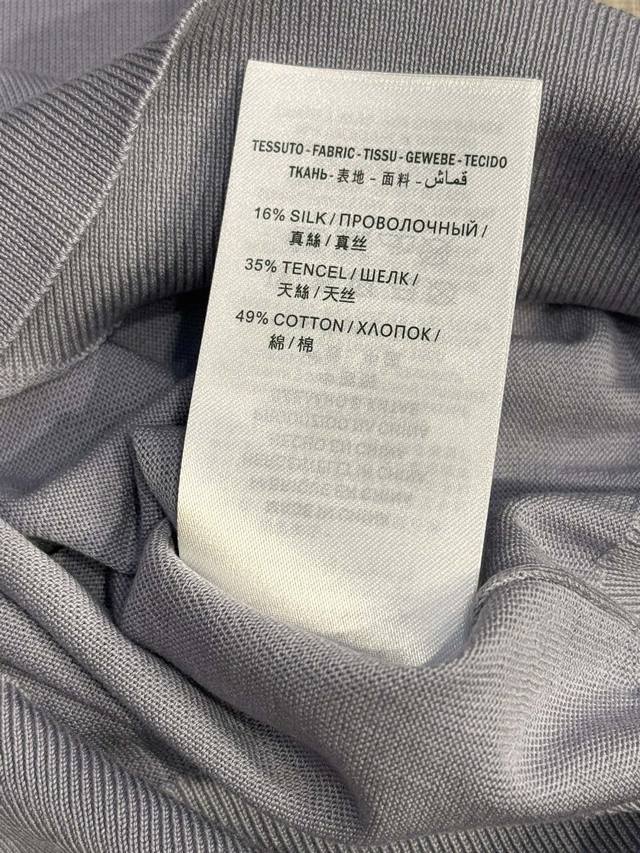 TESSUTO-FABRIC-TISSU-GEWEBE-TECIDO
ТКАНЬ-表地-面料-قماش
16% SILK/ПРОВОЛОЧНЫЙ/
真絲/真丝
35% TENCEL/ШЕЛК/
天絲/天丝
49% COTTON/ХЛОПОК/
綿/棉